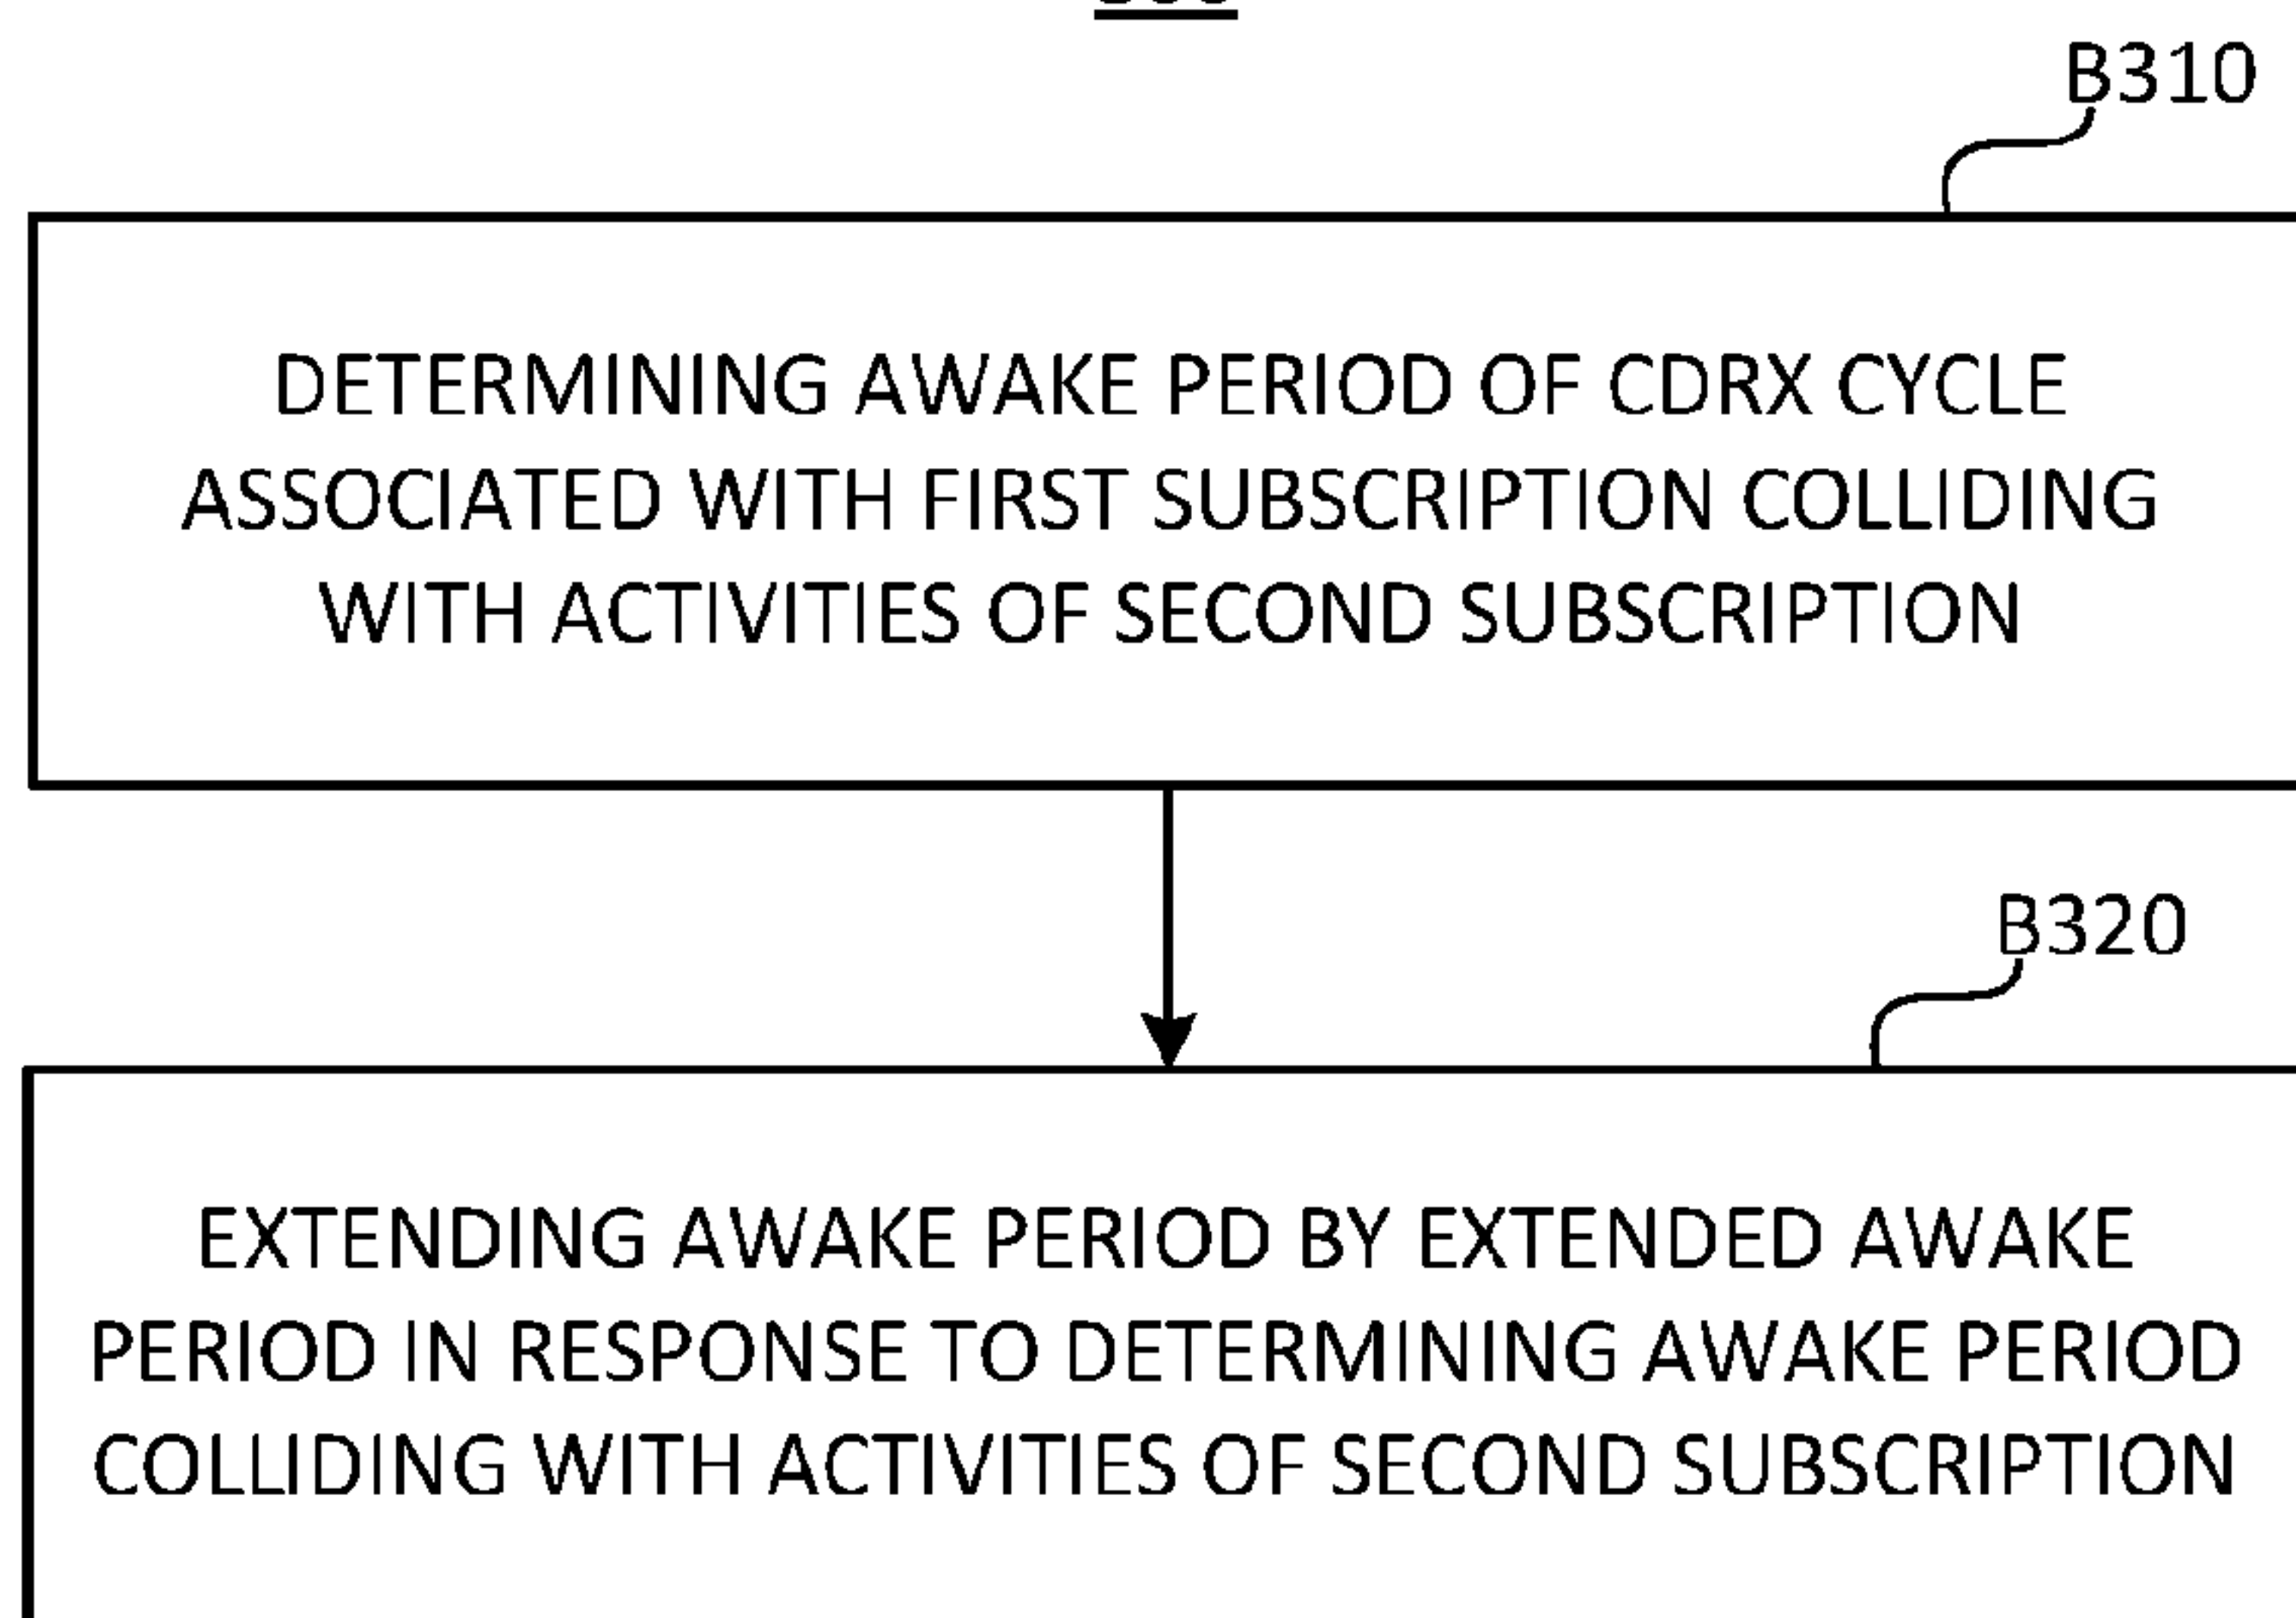 B310
DETERMINING AWAKE PERIOD OF CDRX CYCLE
ASSOCIATED WITH FIRST SUBSCRIPTION COLLIDING
WITH ACTIVITIES OF SECOND SUBSCRIPTION
B320
EXTENDING AWAKE PERIOD BY EXTENDED AWAKE
PERIOD IN RESPONSE TO DETERMINING AWAKE PERIOD
COLLIDING WITH ACTIVITIES OF SECOND SUBSCRIPTION